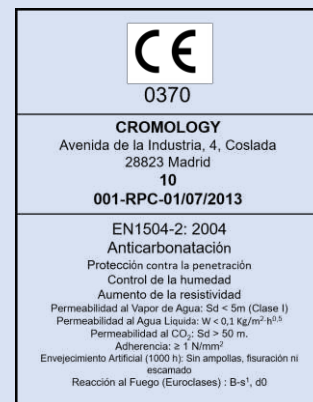 CE
0370
CROMOLOGY
Avenida de la Industria, 4, Coslada
28823 Madrid
10
001-RPC-01/07/2013
EN1504-2: 2004
Anticarbonatación
Protección contra la penetración
Control de la humedad
Aumento de la resistividad
Permeabilidad al Vapor de Agua: Sd < 5m (Clase I)
Permeabilidad al Agua Líquida: W < 0,1 Kg/m²·h⁰·⁵
Permeabilidad al CO₂: Sd > 50 m.
Adherencia: ≥ 1 N/mm²
Envejecimiento Artificial (1000 h): Sin ampollas, fisuración ni
escamado
Reacción al Fuego (Euroclases) : B-s¹, d0